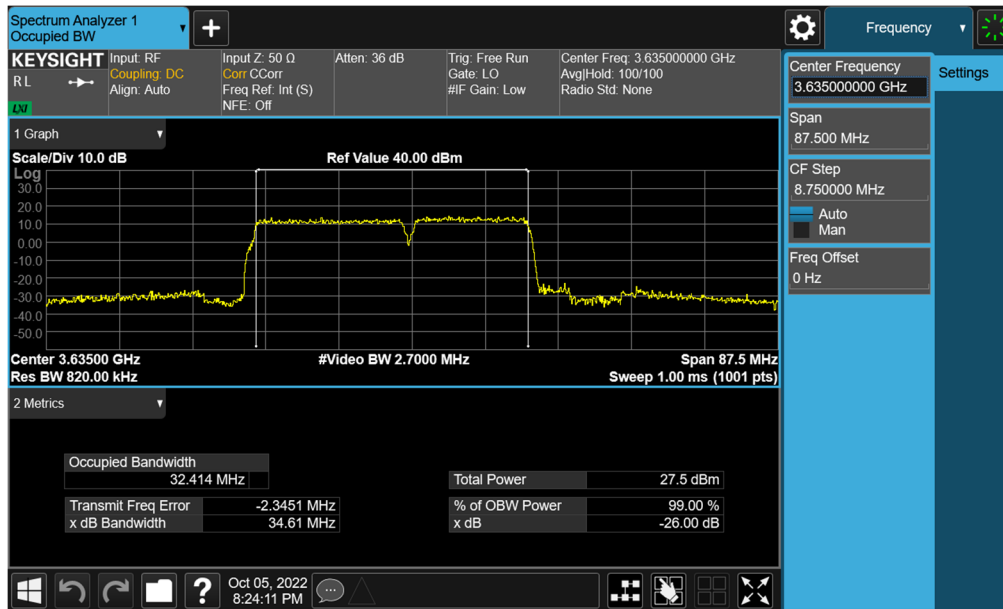 Spectrum Analyzer 1
Occupied BW
Frequency
KEYSIGHT
R L
LXI
Input: RF
Coupling: DC
Align: Auto
Input Z: 50 Ω
Corr CCorr
Freq Ref: Int (S)
NFE: Off
Atten: 36 dB
Trig: Free Run
Gate: LO
#IF Gain: Low
Center Freq: 3.635000000 GHz
Avg|Hold: 100/100
Radio Std: None
Center Frequency
3.635000000 GHz
Settings
Span
87.500 MHz
CF Step
8.750000 MHz
Auto
Man
Freq Offset
0 Hz
1 Graph
Scale/Div 10.0 dB
Ref Value 40.00 dBm
Log
30.0
20.0
10.0
0.00
-10.0
-20.0
-30.0
-40.0
-50.0
Center 3.63500 GHz
#Video BW 2.7000 MHz
Span 87.5 MHz
Res BW 820.00 kHz
Sweep 1.00 ms (1001 pts)
2 Metrics
Occupied Bandwidth
32.414 MHz
Total Power 27.5 dBm
Transmit Freq Error -2.3451 MHz
% of OBW Power 99.00 %
x dB Bandwidth 34.61 MHz
x dB -26.00 dB
Oct 05, 2022
8:24:11 PM